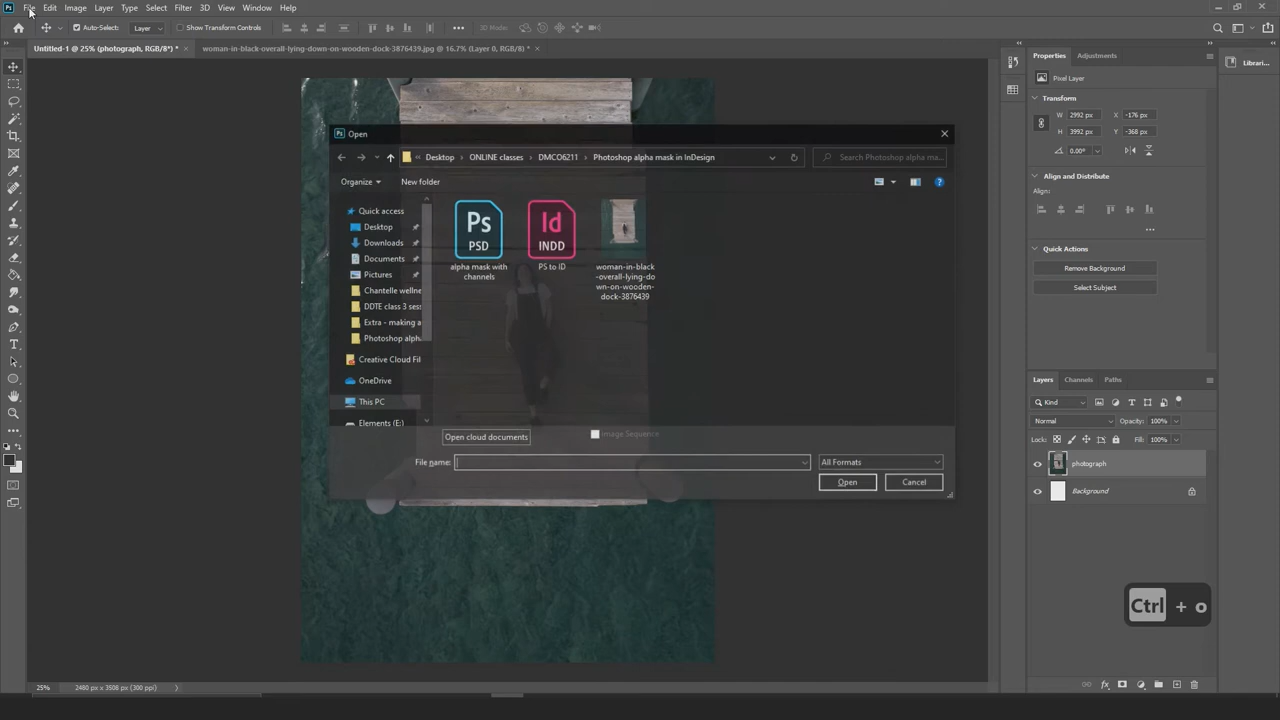 Ps File Edit Image Layer Type Select Filter 3D View Window Help
Auto-Select: Layer Show Transform Controls 3D Mode:
Untitled-1 @ 25% (photograph, RGB/8*) * × woman-in-black-overall-lying-down-on-wooden-dock-3876439.jpg @ 16.7% (Layer 0, RGB/8) * ×
Properties Adjustments
Librari...
Pixel Layer
Transform
W 2992 px X -176 px
H 3992 px Y -368 px
0.00°
Align and Distribute
Align:
Quick Actions
Remove Background
Select Subject
Ps Open
« Desktop > ONLINE classes > DMCO6211 > Photoshop alpha mask in InDesign
Search Photoshop alpha ma...
Organize New folder
Quick access
Desktop
Downloads
Documents
Pictures
Chantelle wellne
DDTE class 3 sess
Extra - making a
Photoshop alph
Creative Cloud Fil
OneDrive
This PC
Elements (E:)
Ps
PSD
alpha mask with
channels
Id
INDD
PS to ID
woman-in-black
-overall-lying-do
wn-on-wooden-
dock-3876439
Open cloud documents Image Sequence
File name: All Formats
Open Cancel
Layers Channels Paths
Kind
Normal Opacity: 100%
Lock: Fill: 100%
photograph
Background
Ctrl + o
25% 2480 px x 3508 px (300 ppi)